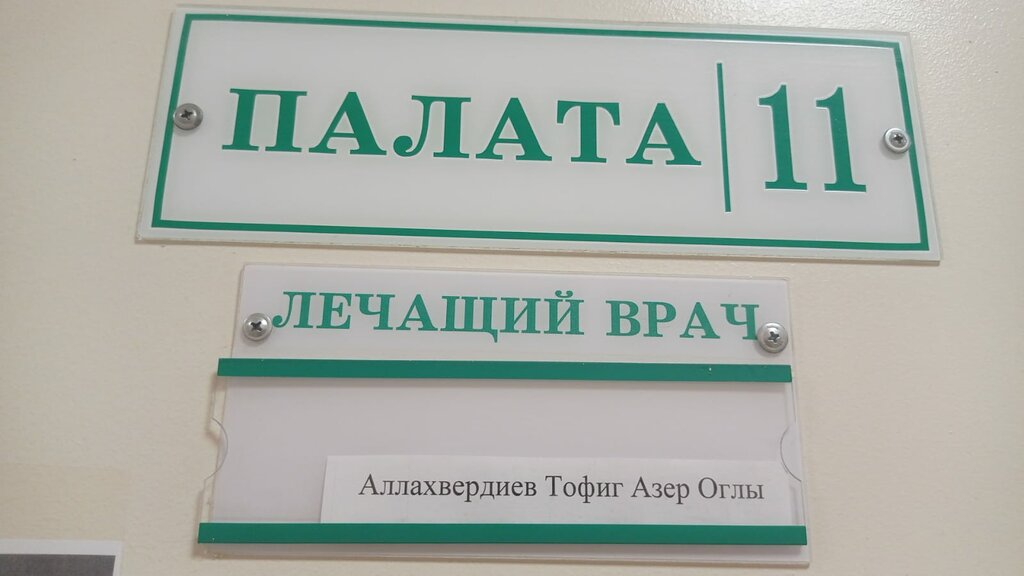 ПАЛАТА 11
ЛЕЧАЩИЙ ВРАЧ
Аллахвердиев Тофиг Азер Оглы